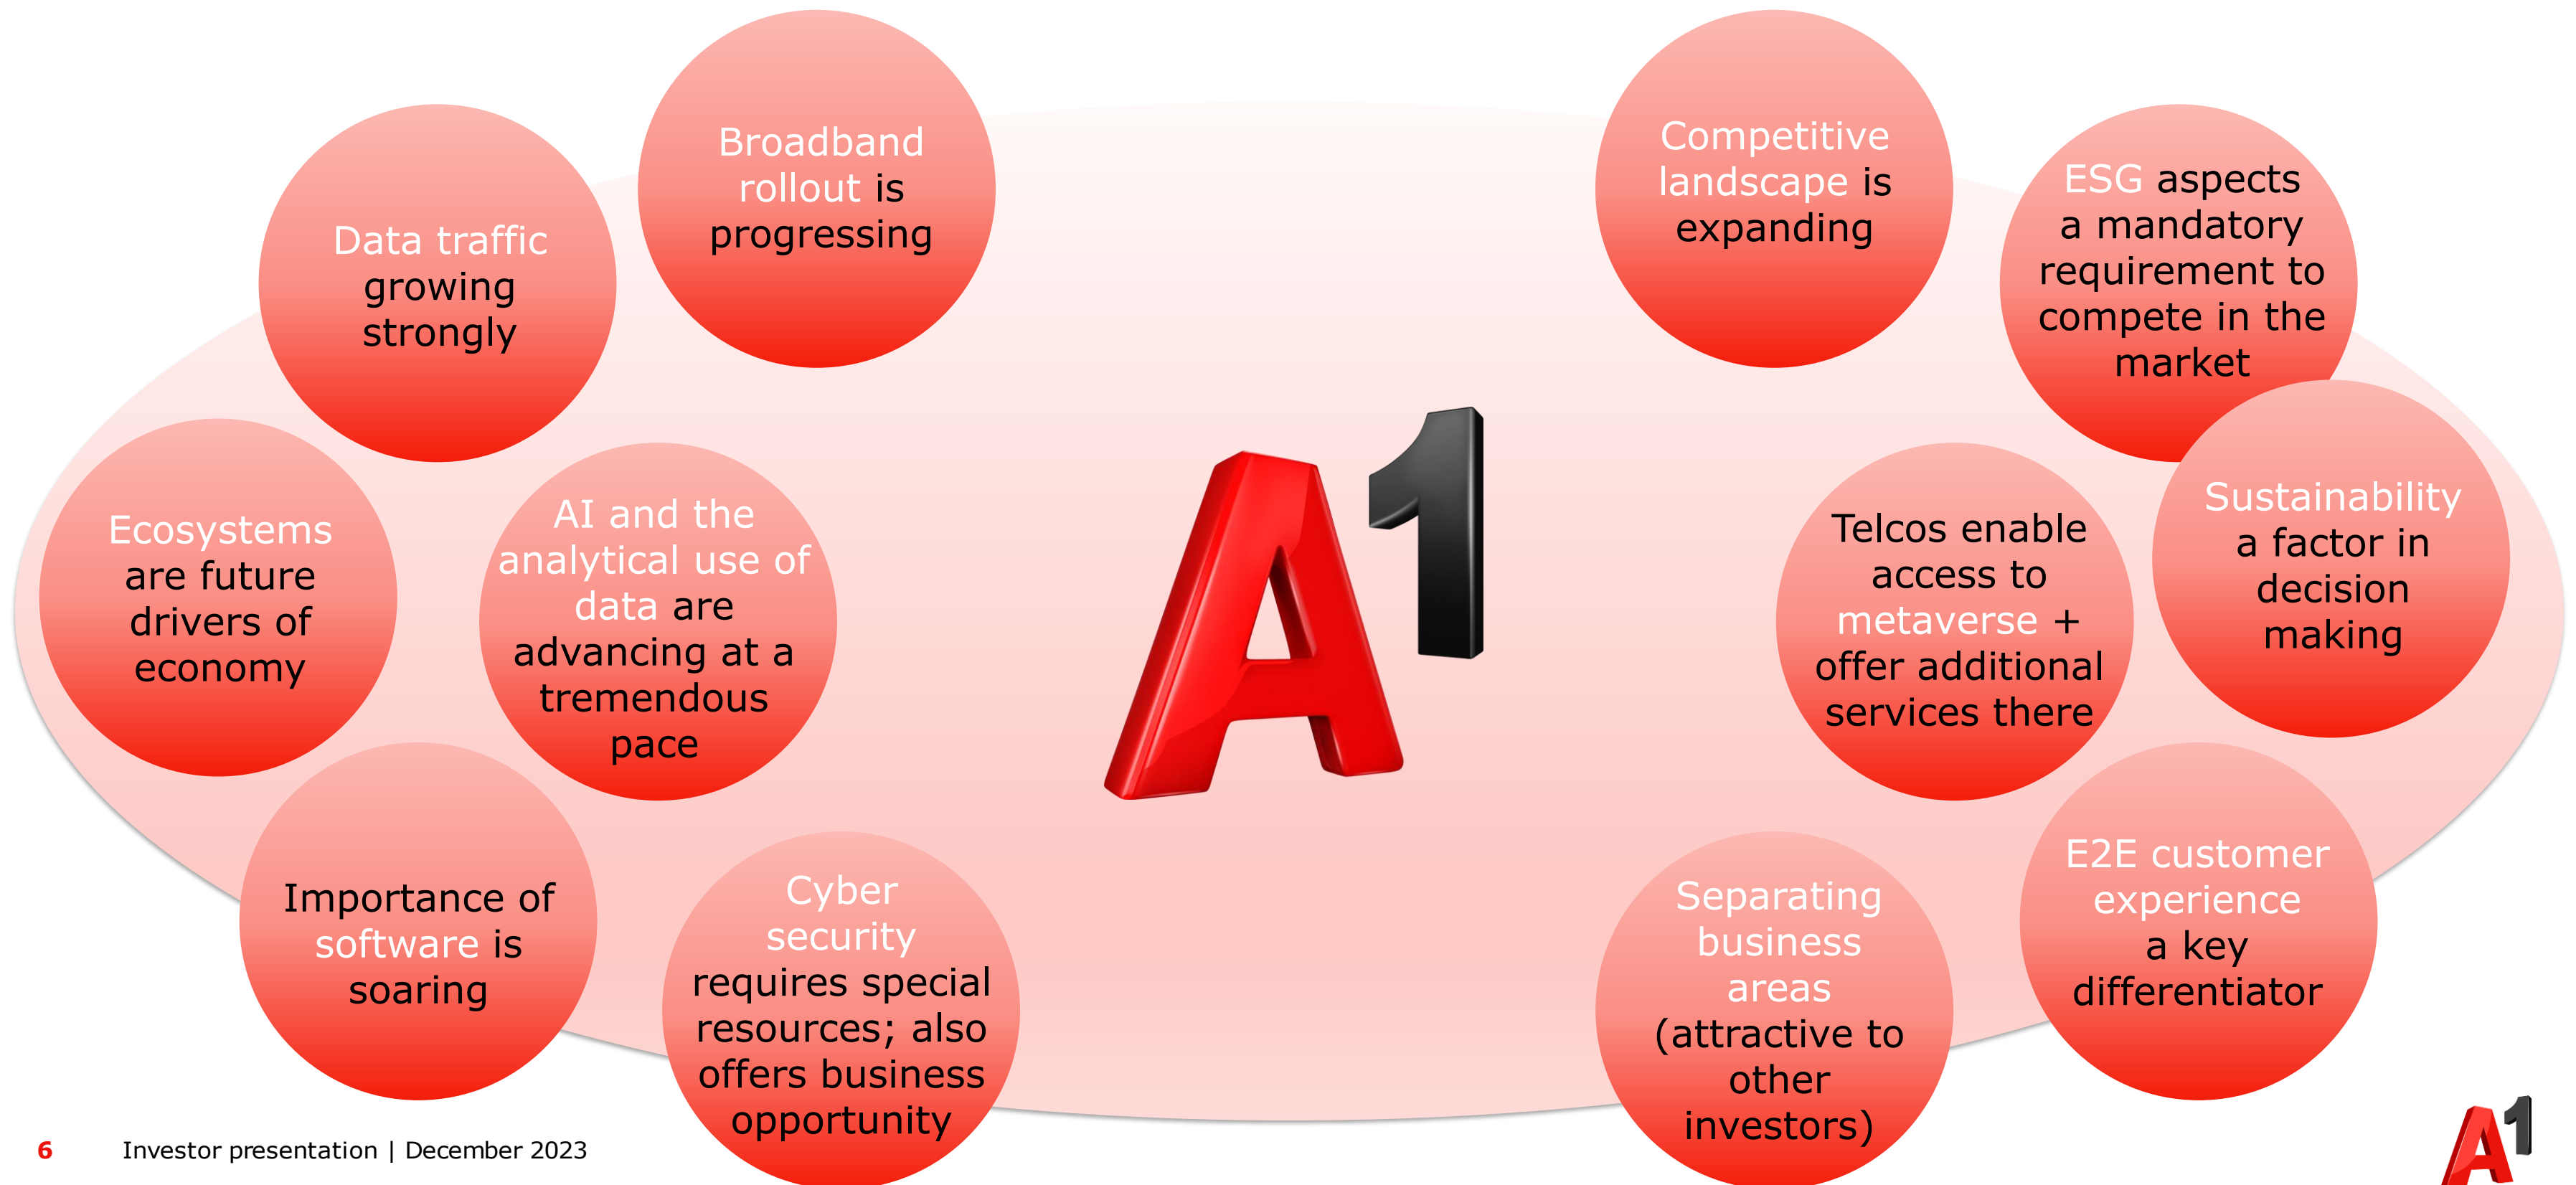 Broadband
rollout is
progressing
Data traffic
growing
strongly
Ecosystems
are future
drivers of
economy
AI and the
analytical use of
data are
advancing at a
tremendous
pace
Importance of
software is
soaring
Cyber
security
requires special
resources; also
offers business
opportunity
A1
Competitive
landscape is
expanding
ESG aspects
a mandatory
requirement to
compete in the
market
Telcos enable
access to
metaverse +
offer additional
services there
Sustainability
a factor in
decision
making
E2E customer
experience
a key
differentiator
Separating
business
areas
(attractive to
other
investors)
6 Investor presentation | December 2023
A1